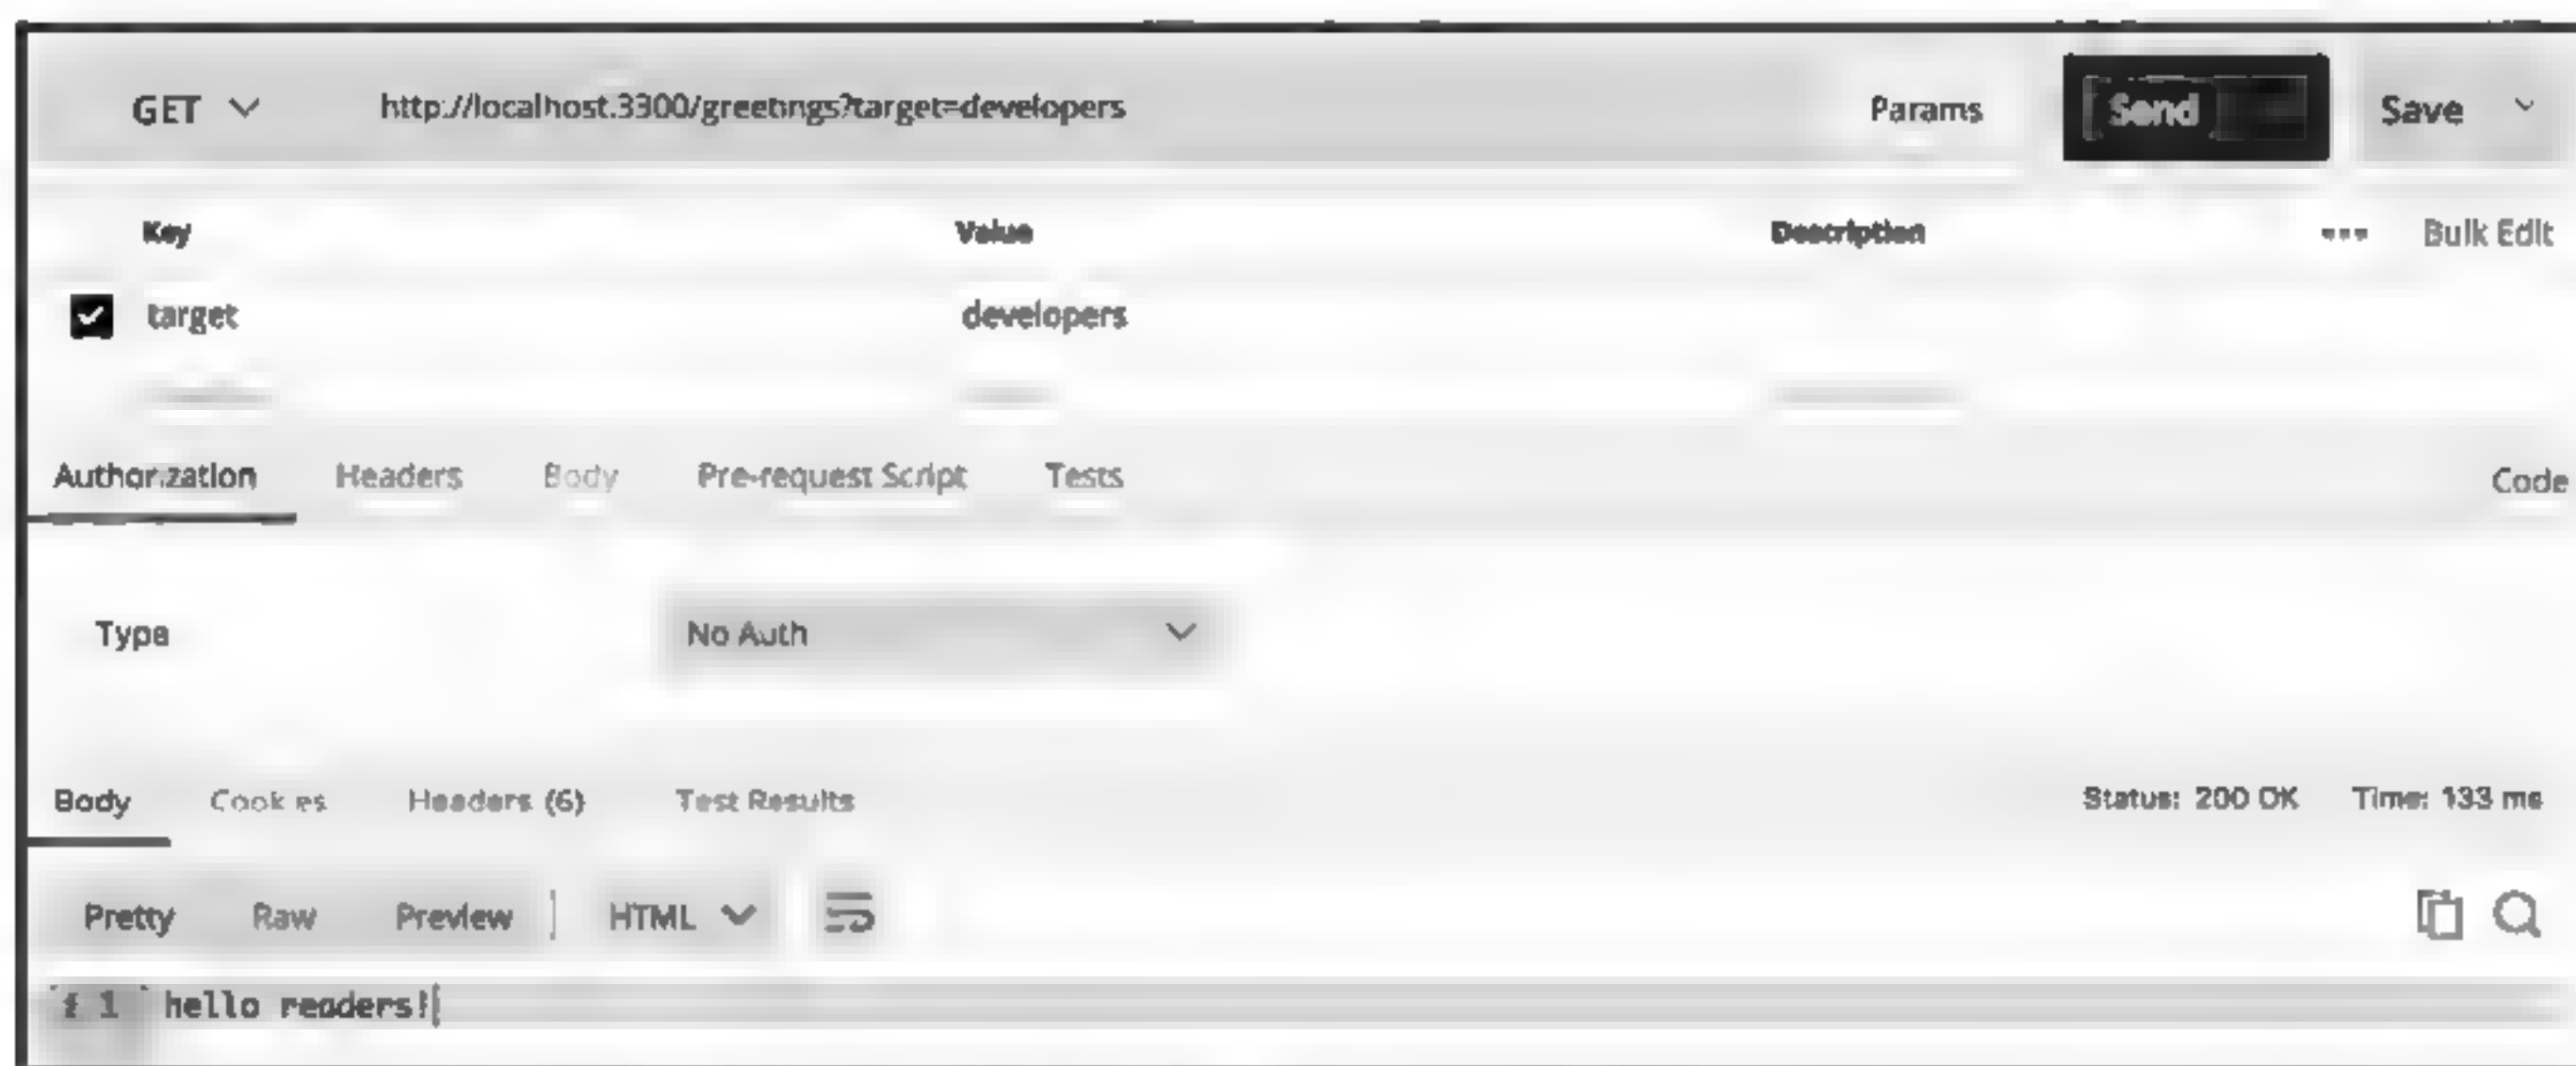 GET http://localhost:3300/greetings?target=developers Params Send Save
Key Value Description ••• Bulk Edit
target developers
Authorization Headers Body Pre-request Script Tests Code
Type No Auth
Body Cookies Headers (6) Test Results Status: 200 OK Time: 133 ms
Pretty Raw Preview HTML
1 hello readers!